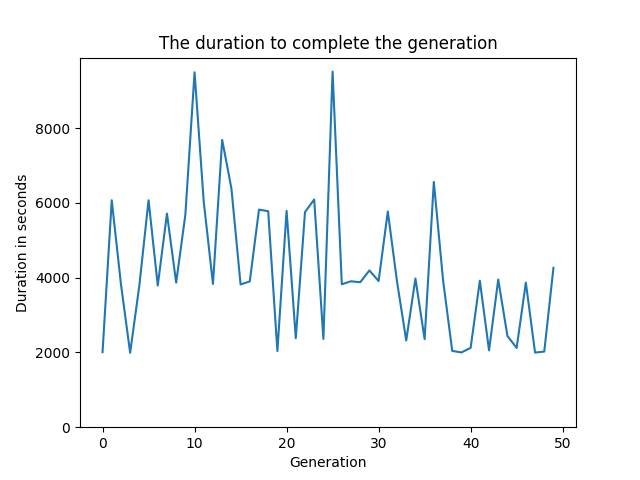 The duration to complete the generation
Duration in seconds
8000
6000
4000
2000
0
0 10 20 30 40 50
Generation